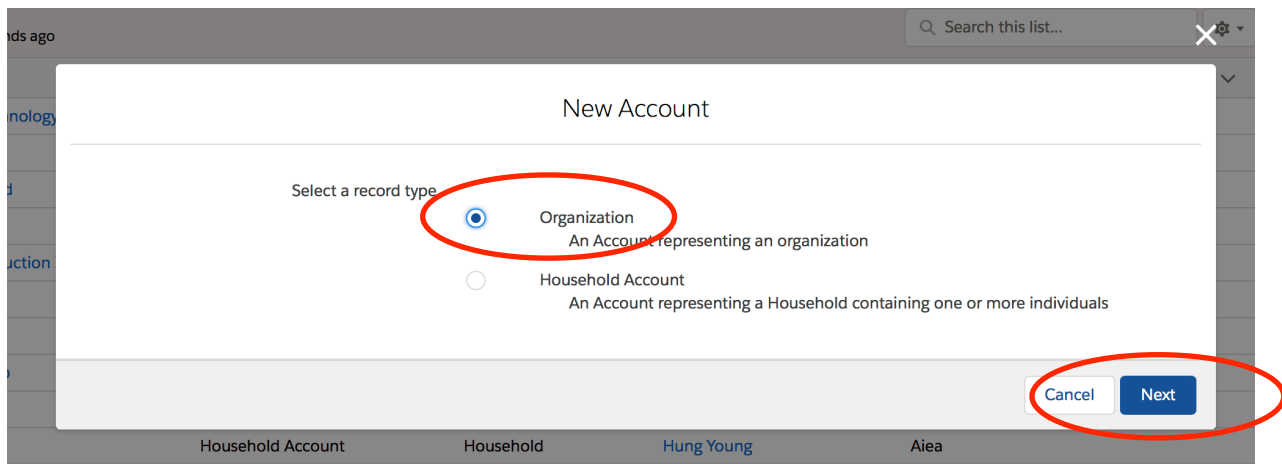 nds ago
Search this list...
New Account
nology
Select a record type
Organization
An Account representing an organization
uction
Household Account
An Account representing a Household containing one or more individuals
Cancel
Next
Household Account
Household
Hung Young
Aiea